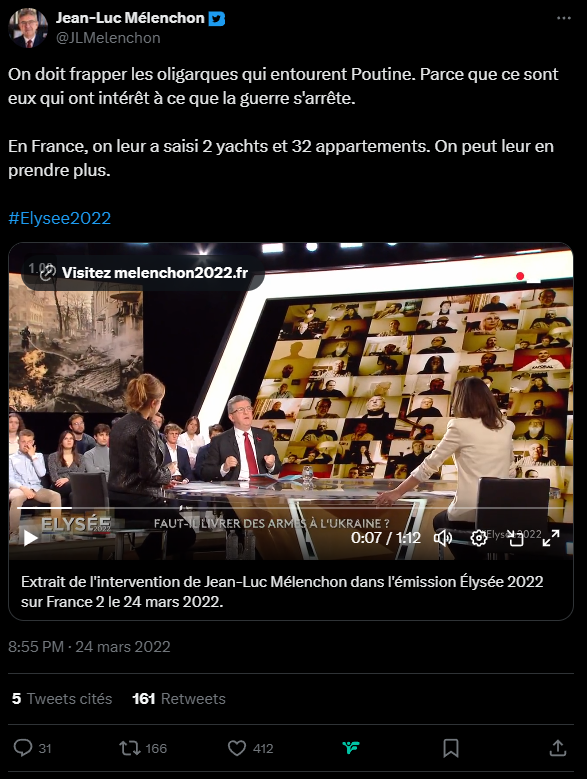 Jean-Luc Mélenchon
@JLMelenchon
On doit frapper les oligarques qui entourent Poutine. Parce que ce sont
eux qui ont intérêt à ce que la guerre s'arrête.
En France, on leur a saisi 2 yachts et 32 appartements. On peut leur en
prendre plus.
#Elysee2022
Visitez melenchon2022.fr
ÉLYSÉE 2022
FAUT-IL LIVRER DES ARMES À L'UKRAINE ?
0:07 / 1:12
Extrait de l'intervention de Jean-Luc Mélenchon dans l'émission Élysée 2022
sur France 2 le 24 mars 2022.
8:55 PM · 24 mars 2022
5 Tweets cités 161 Retweets
31 166 412